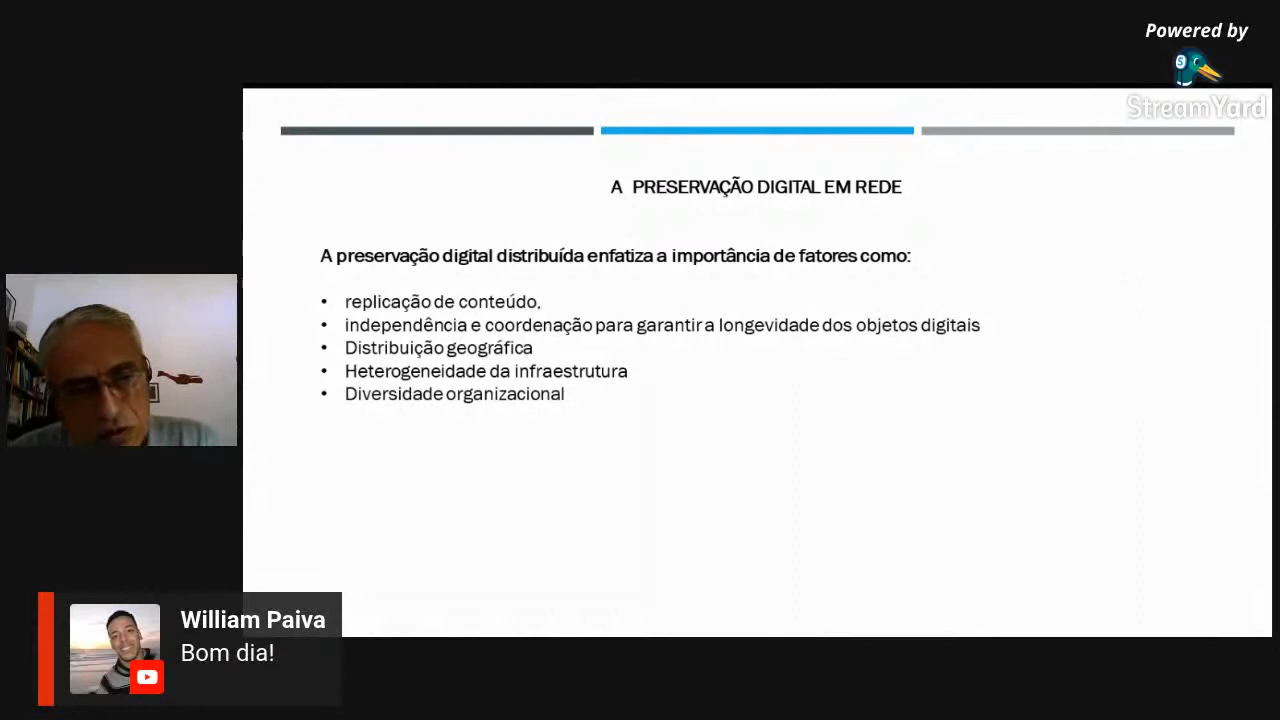 Powered by
StreamYard
A PRESERVAÇÃO DIGITAL EM REDE
A preservação digital distribuída enfatiza a importância de fatores como:
• replicação de conteúdo,
• independência e coordenação para garantir a longevidade dos objetos digitais
• Distribuição geográfica
• Heterogeneidade da infraestrutura
• Diversidade organizacional
William Paiva
Bom dia!